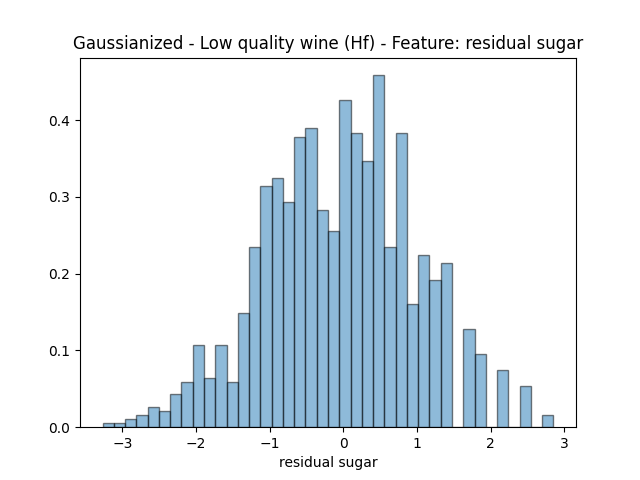 Gaussianized - Low quality wine (Hf) - Feature: residual sugar
0.4
0.3
0.2
0.1
0.0
−3 −2 −1 0 1 2 3
residual sugar